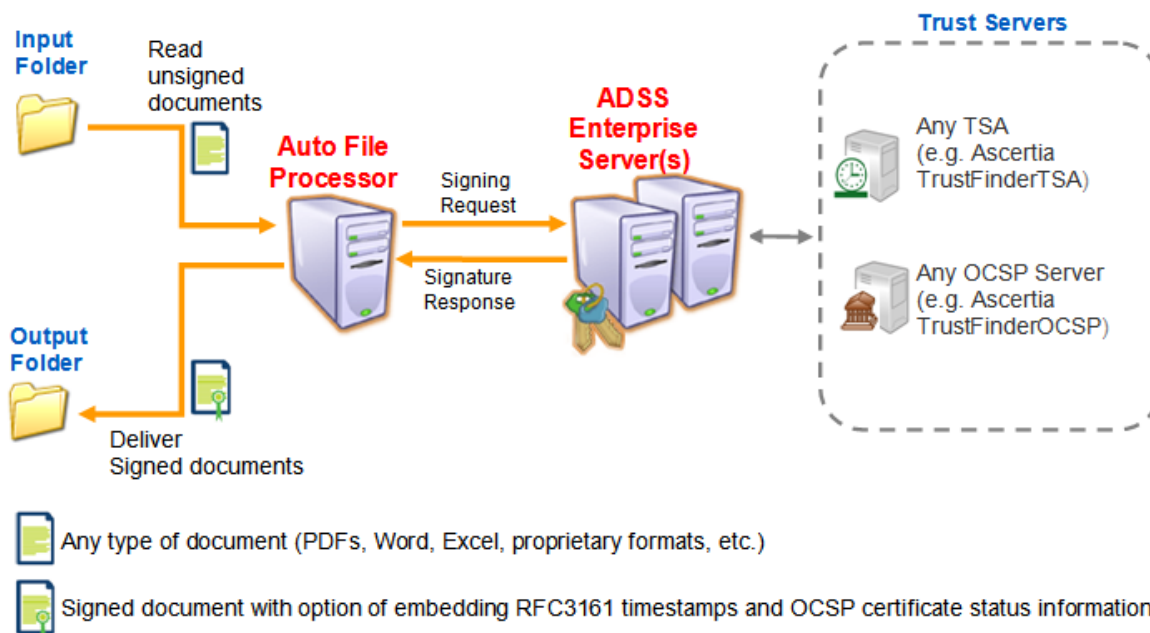 Input
Folder
Read
unsigned
documents
Auto File
Processor
Signing
Request
Signature
Response
ADSS
Enterprise
Server(s)
Trust Servers
Any TSA
(e.g. Ascertia
TrustFinderTSA)
Any OCSP Server
(e.g. Ascertia
TrustFinderOCSP)
Output
Folder
Deliver
Signed documents
Any type of document (PDFs, Word, Excel, proprietary formats, etc.)
Signed document with option of embedding RFC3161 timestamps and OCSP certificate status information